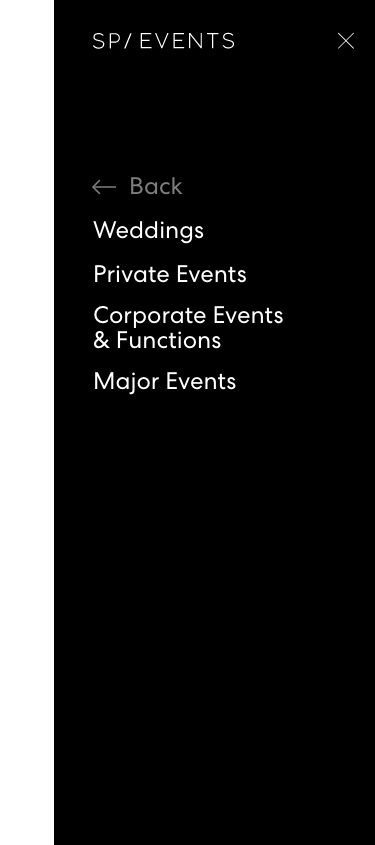 SP/ EVENTS
Back
Weddings
Private Events
Corporate Events
& Functions
Major Events